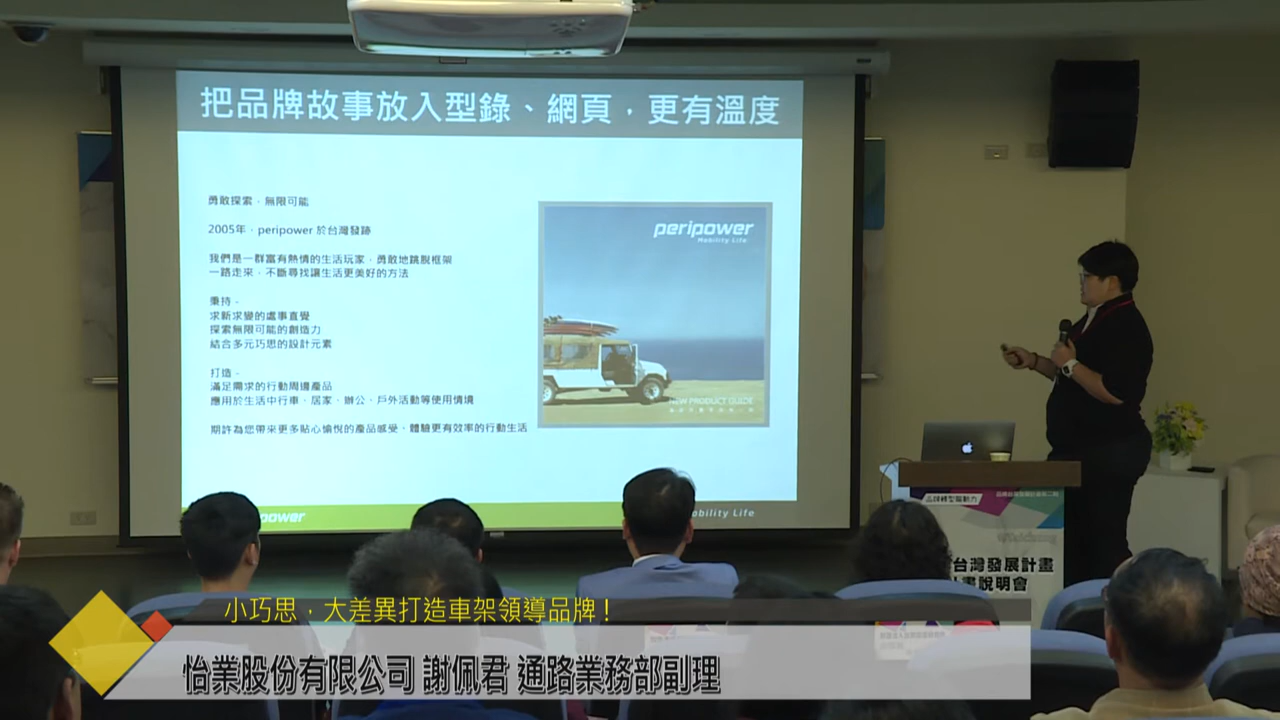 把品牌故事放入型錄、網頁，更有溫度
勇敢探索，無限可能
2005年，peripower 於台灣發跡
我們是一群富有熱情的生活玩家，勇敢地跳脫框架
一路走來，不斷尋找讓生活更美好的方法
秉持 -
求新求變的處事直覺
探索無限可能的創造力
結合多元巧思的設計元素
打造 -
滿足需求的行動周邊產品
應用於生活中行車、居家、辦公、戶外活動等使用情境
期許為您帶來更多貼心愉悅的產品感受，體驗更有效率的行動生活
peripower
Mobility Life
NEW PRODUCT GUIDE
ower
obility Life
品牌轉型驅動力
台灣發展計畫
畫說明會
小巧思，大差異打造車架領導品牌！
怡業股份有限公司 謝佩君 通路業務部副理